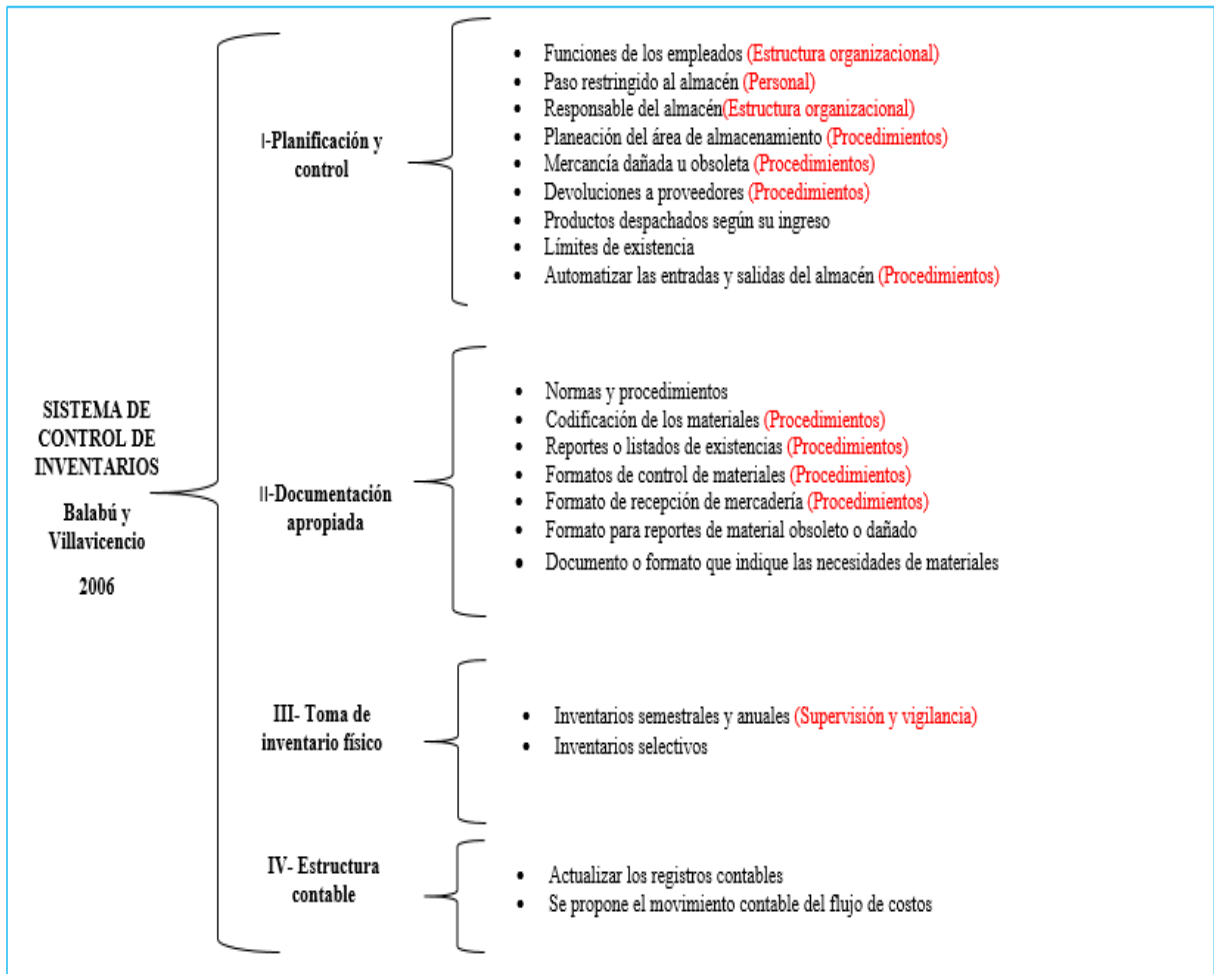 SISTEMA DE
CONTROL DE
INVENTARIOS
Balabú y
Villavicencio
2006
I-Planificación y
control
• Funciones de los empleados (Estructura organizacional)
• Paso restringido al almacén (Personal)
• Responsable del almacén(Estructura organizacional)
• Planeación del área de almacenamiento (Procedimientos)
• Mercancía dañada u obsoleta (Procedimientos)
• Devoluciones a proveedores (Procedimientos)
• Productos despachados según su ingreso
• Límites de existencia
• Automatizar las entradas y salidas del almacén (Procedimientos)
II-Documentación
apropiada
• Normas y procedimientos
• Codificación de los materiales (Procedimientos)
• Reportes o listados de existencias (Procedimientos)
• Formatos de control de materiales (Procedimientos)
• Formato de recepción de mercadería (Procedimientos)
• Formato para reportes de material obsoleto o dañado
• Documento o formato que indique las necesidades de materiales
III- Toma de
inventario físico
• Inventarios semestrales y anuales (Supervisión y vigilancia)
• Inventarios selectivos
IV- Estructura
contable
• Actualizar los registros contables
• Se propone el movimiento contable del flujo de costos